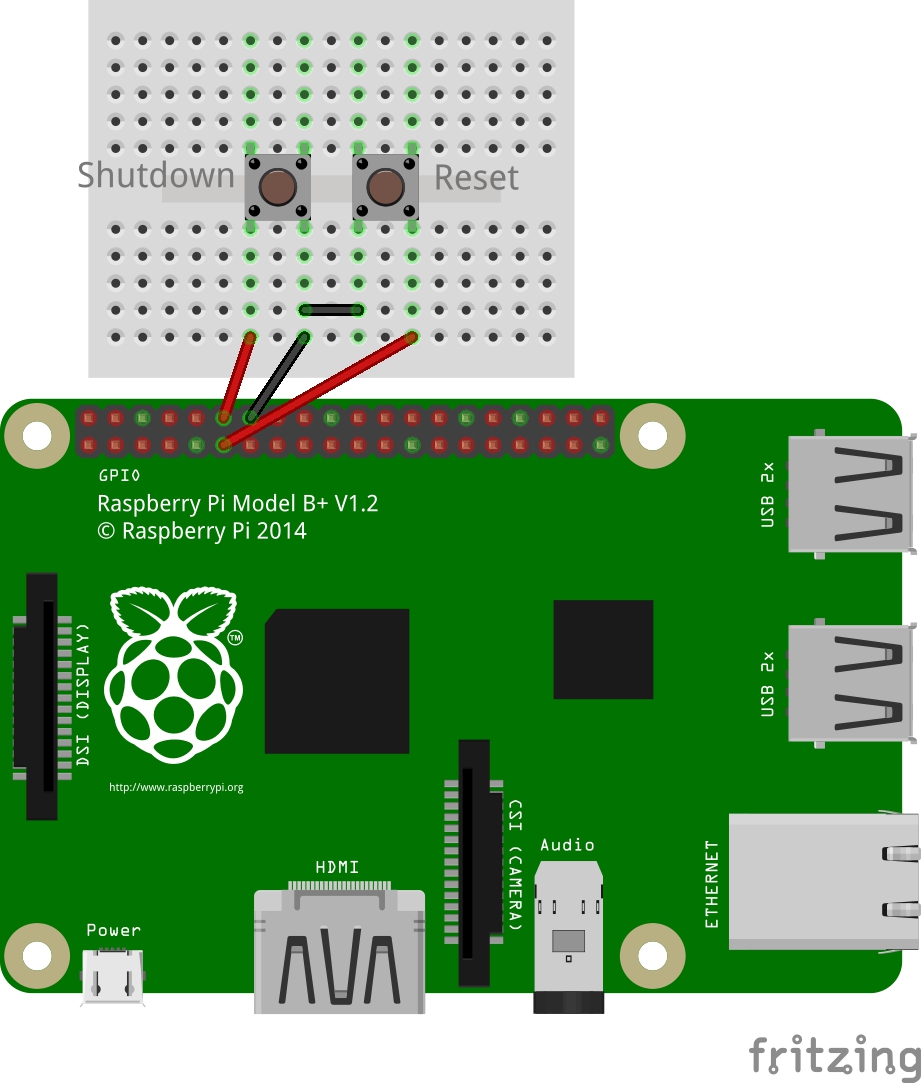 Shutdown
Reset
GPIO
Raspberry Pi Model B+ V1.2
© Raspberry Pi 2014
USB 2x
DSI (DISPLAY)
TM
USB 2x
http://www.raspberrypi.org
CSI (CAMERA)
Audio
ETHERNET
HDMI
Power
fritzing